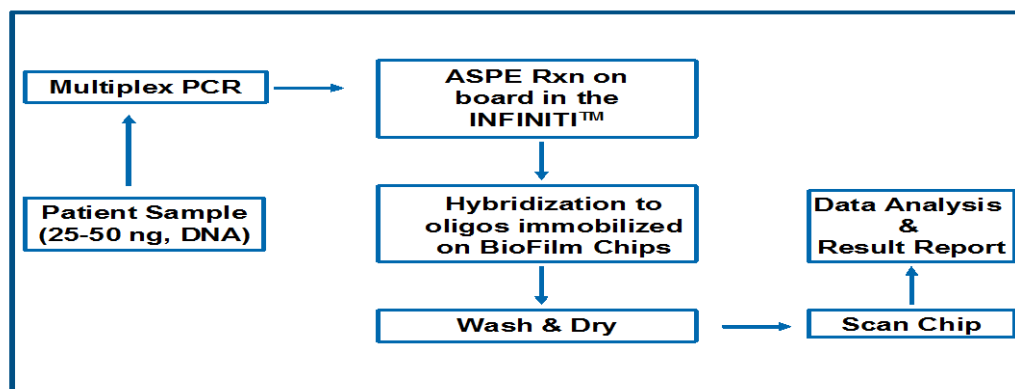 Multiplex PCR
ASPE Rxn on
board in the
INFINITI™
Patient Sample
(25-50 ng, DNA)
Hybridization to
oligos immobilized
on BioFilm Chips
Data Analysis
&
Result Report
Wash & Dry
Scan Chip